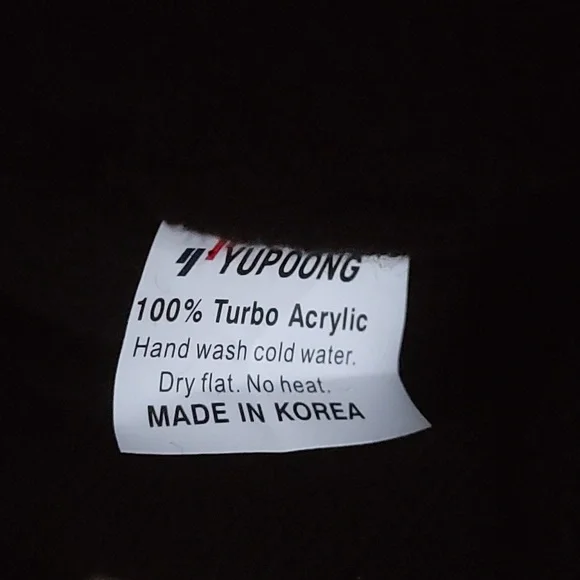 YUPOONG
100% Turbo Acrylic
Hand wash cold water.
Dry flat. No heat.
MADE IN KOREA